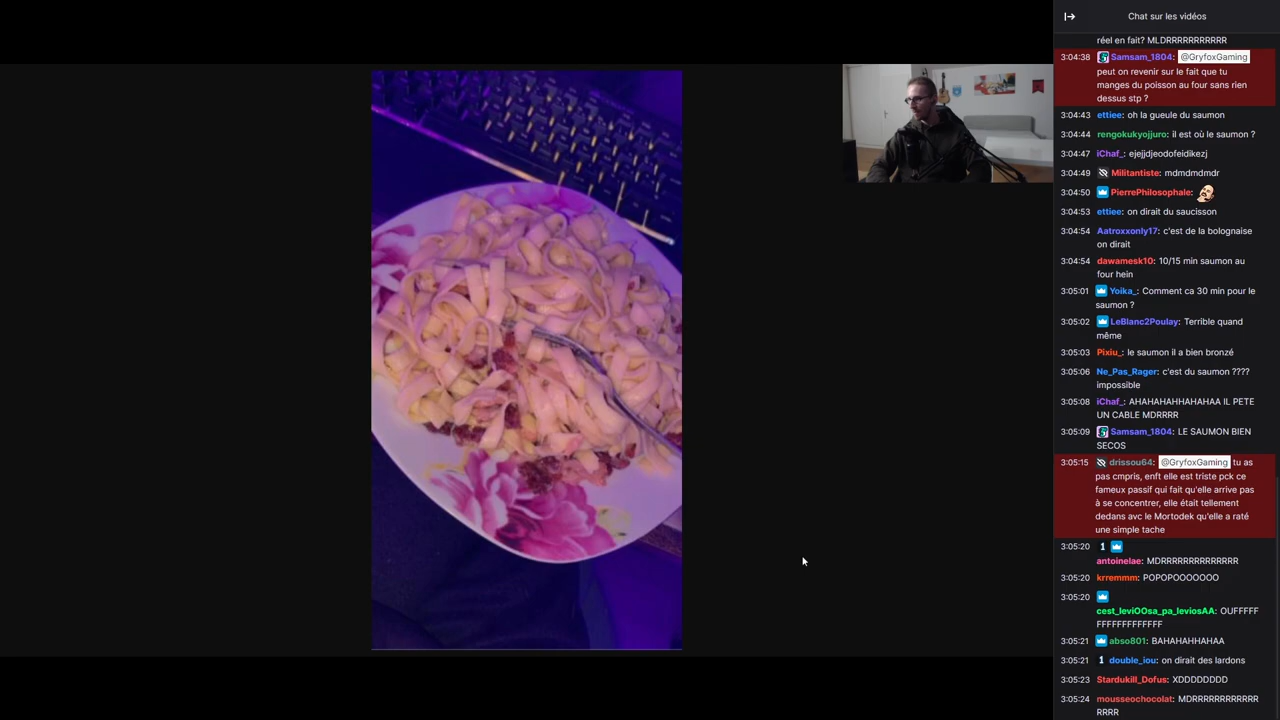 Chat sur les vidéos
réel en fait? MLDRRRRRRRRRRR
3:04:38 Samsam_1804: @GryfoxGaming
peut on revenir sur le fait que tu
manges du poisson au four sans rien
dessus stp ?
3:04:43 ettiee: oh la gueule du saumon
3:04:44 rengokukyojjuro: il est où le saumon ?
3:04:47 iChaf_: ejejjdjeodofeidikezj
3:04:49 Militantiste: mdmdmdmdr
3:04:50 PierrePhilosophale:
3:04:53 ettiee: on dirait du saucisson
3:04:54 Aatroxxonly17: c'est de la bolognaise
on dirait
3:04:54 dawamesk10: 10/15 min saumon au
four hein
3:05:01 Yoika_: Comment ca 30 min pour le
saumon ?
3:05:02 LeBlanc2Poulay: Terrible quand
même
3:05:03 Pixiu_: le saumon il a bien bronzé
3:05:06 Ne_Pas_Rager: c'est du saumon ????
impossible
3:05:08 iChaf_: AHAHAHAHHAHAHAA IL PETE
UN CABLE MDRRRR
3:05:09 Samsam_1804: LE SAUMON BIEN
SECOS
3:05:15 drissou64: @GryfoxGaming tu as
pas cmpris, enft elle est triste pck ce
fameux passif qui fait qu'elle arrive pas
à se concentrer, elle était tellement
dedans avc le Mortodek qu'elle a raté
une simple tache
3:05:20 1
antoinelae: MDRRRRRRRRRRRRRR
3:05:20 krremmm: POPOPOOOOOOO
3:05:20
cest_leviOOsa_pa_leviosAA: OUFFFFF
FFFFFFFFFFFFF
3:05:21 abso801: BAHAHAHHAHAA
3:05:21 1 double_iou: on dirait des lardons
3:05:23 Stardukill_Dofus: XDDDDDDDD
3:05:24 mousseochocolat: MDRRRRRRRRRRRR
RRRR